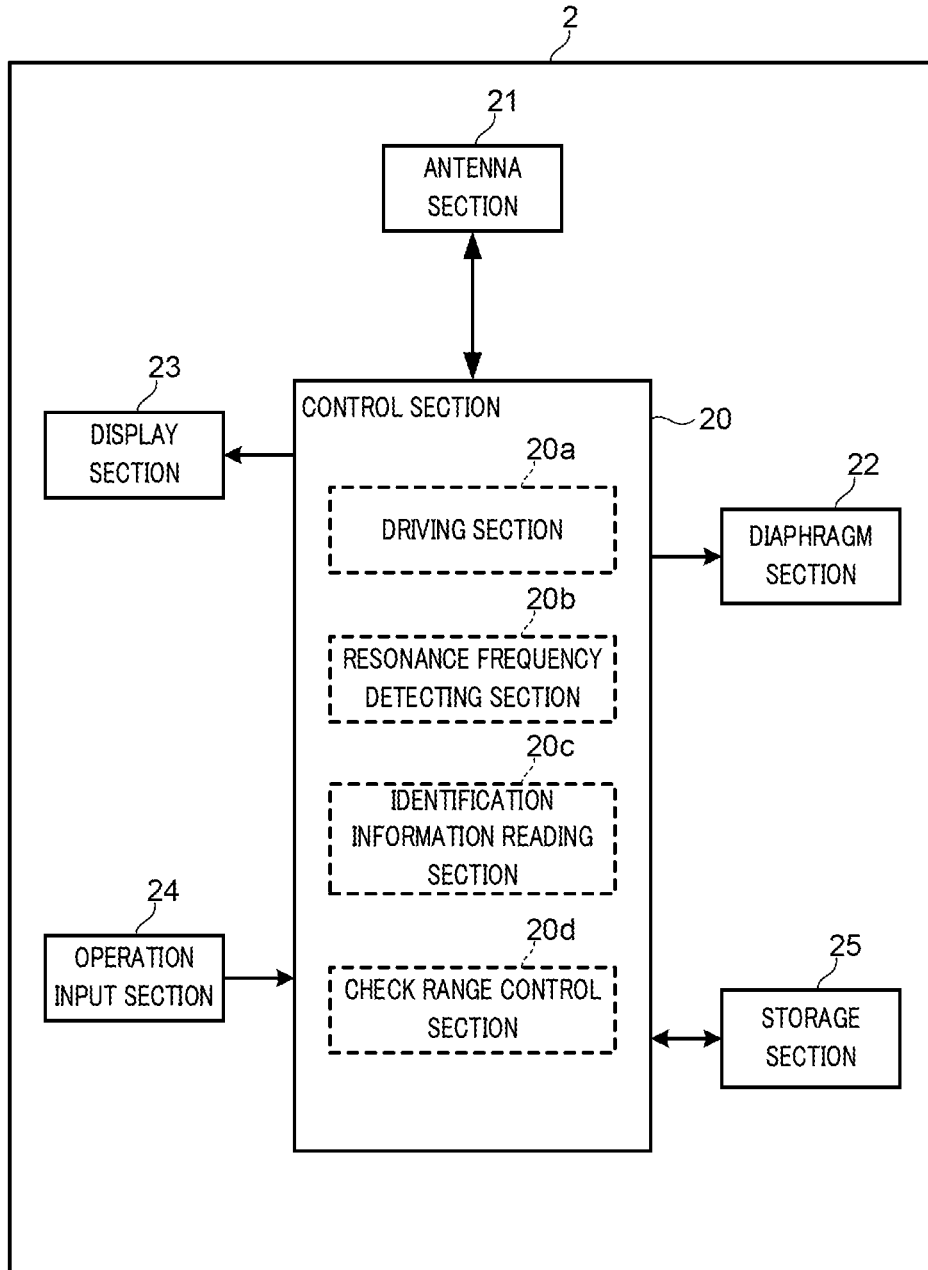 2
21
ANTENNA
SECTION
23
DISPLAY
SECTION
CONTROL SECTION
20
20a
DRIVING SECTION
22
DIAPHRAGM
SECTION
20b
RESONANCE FREQUENCY
DETECTING SECTION
20c
IDENTIFICATION
INFORMATION READING
SECTION
24
OPERATION
INPUT SECTION
20d
CHECK RANGE CONTROL
SECTION
25
STORAGE
SECTION